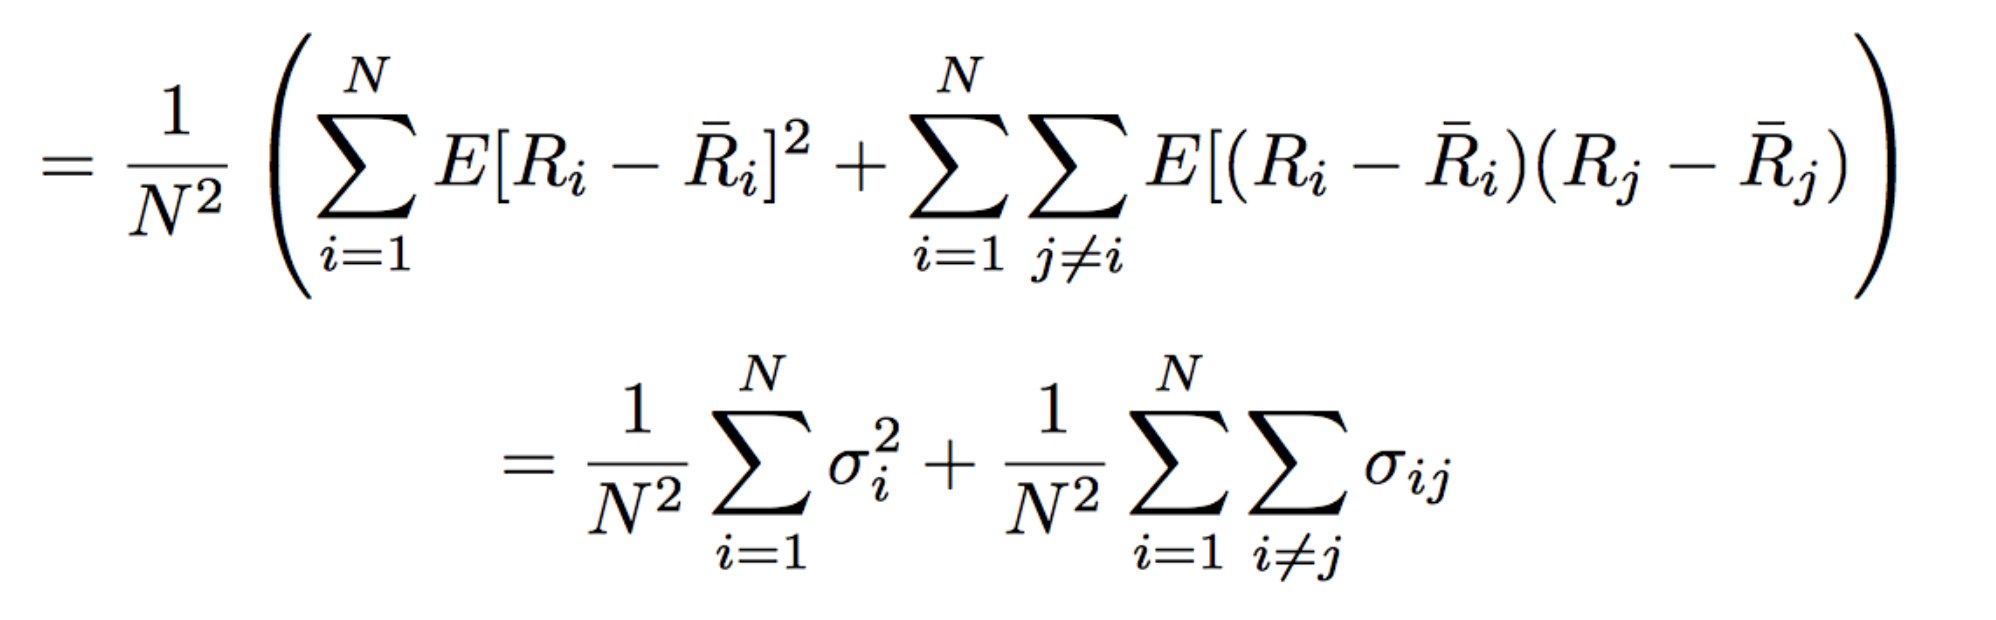 $= \frac{1}{N^2} \left( \sum_{i=1}^{N} E[R_i - \bar{R}_i]^2 + \sum_{i=1}^{N} \sum_{j \neq i} E[(R_i - \bar{R}_i)(R_j - \bar{R}_j) \right)$
$= \frac{1}{N^2} \sum_{i=1}^{N} \sigma_i^2 + \frac{1}{N^2} \sum_{i=1}^{N} \sum_{i \neq j} \sigma_{ij}$